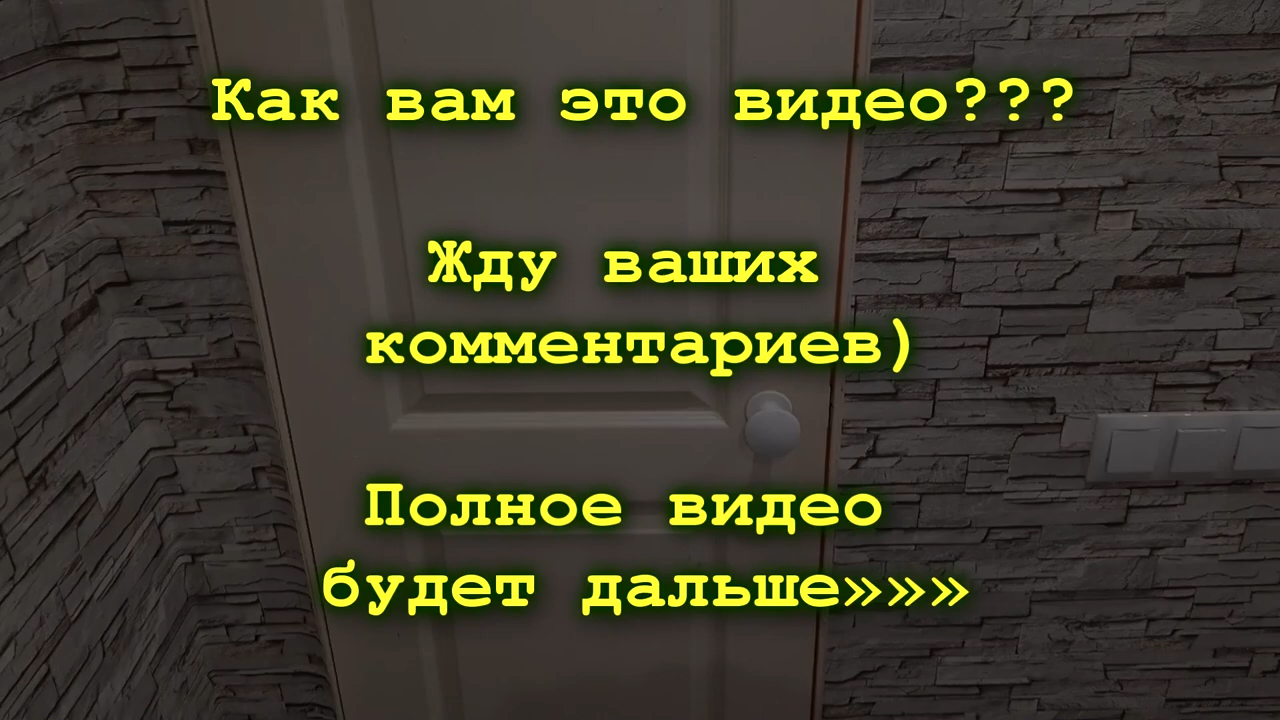 Как вам это видео???
Жду ваших
комментариев)
Полное видео
будет дальше»»»